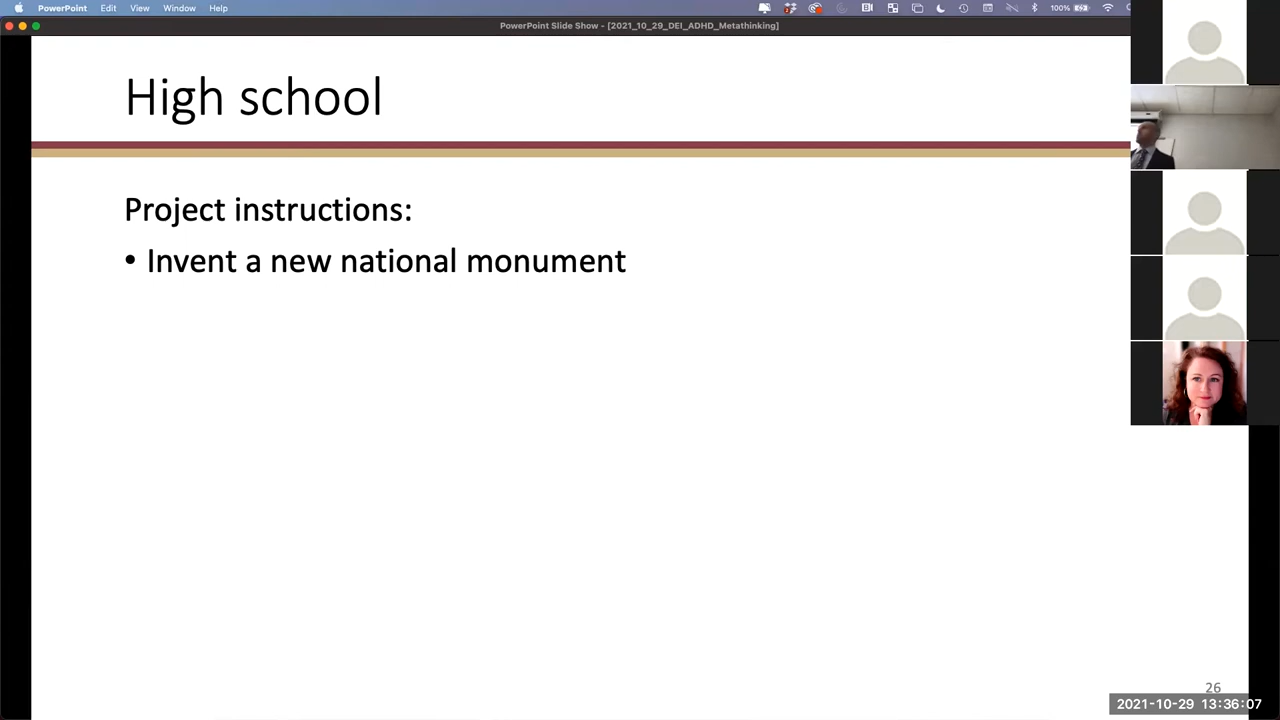 PowerPoint Edit View Window Help 100%
PowerPoint Slide Show - [2021_10_29_DEI_ADHD_Metathinking]
High school
Project instructions:
• Invent a new national monument
26
2021-10-29 13:36:07